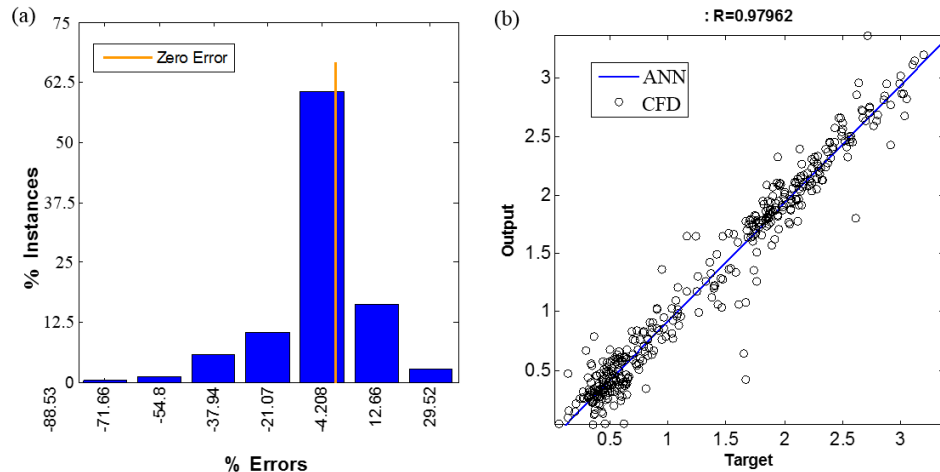 (a)
75
62.5
50
37.5
25
12.5
0
% Instances
Zero Error
-88.53
-71.66
-54.8
-37.94
-21.07
-4.208
12.66
29.52
% Errors
(b)
: R=0.97962
ANN
CFD
3
2.5
2
1.5
1
0.5
Output
0.5 1 1.5 2 2.5 3
Target